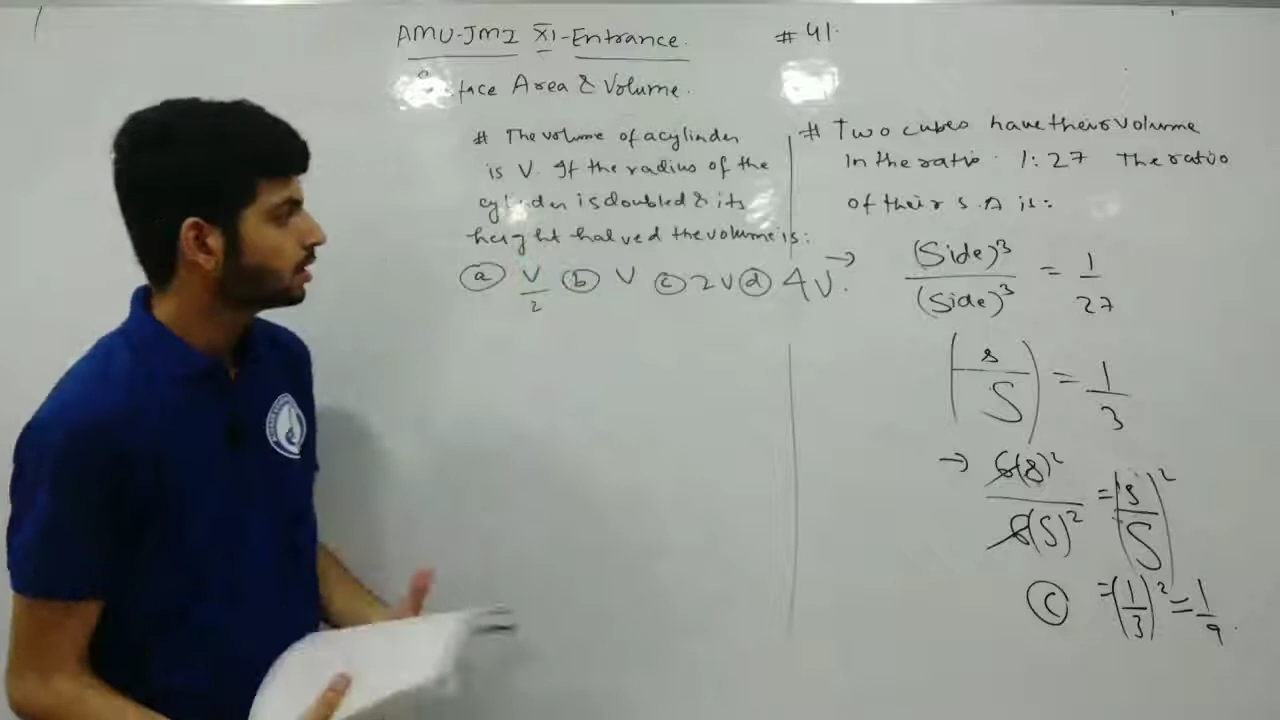 AMU-JMI XI-Entrance. # 41.
face Area & Volume.
# The volume of a cylinder
is V. If the radius of the
cylinder is doubled & its
height halved the volume is:
(a) V/2 (b) V (c) 2V (d) 4V.
# Two cubes have their volume
In the ratio 1:27 The ratio
of their S.A is:
→ (Side)³/(Side)³ = 1/27
(s/S) = 1/3
→ 6(s)²/6(S)² = (s/S)²
(c) = (1/3)² = 1/9.